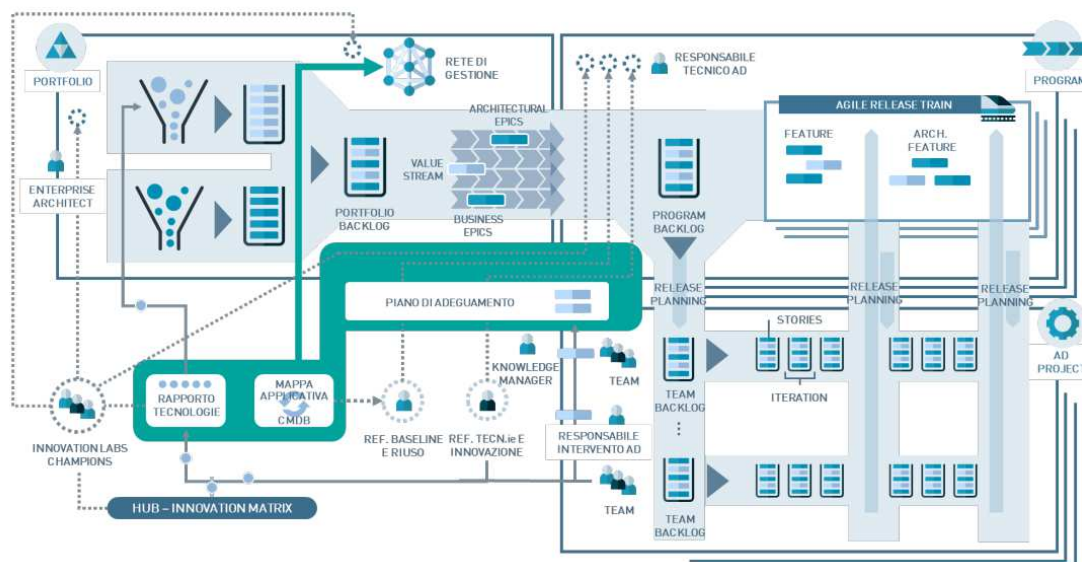 PORTFOLIO
RETE DI
GESTIONE
RESPONSABILE
TECNICO AD
PROGRAM
ENTERPRISE
ARCHITECT
ARCHITECTURAL
EPICS
VALUE
STREAM
BUSINESS
EPICS
PORTFOLIO
BACKLOG
PROGRAM
BACKLOG
AGILE RELEASE TRAIN
FEATURE
ARCH.
FEATURE
PIANO DI ADEGUAMENTO
RELEASE
PLANNING
RELEASE
PLANNING
RELEASE
PLANNING
STORIES
ITERATION
AD
PROJECT
KNOWLEDGE
MANAGER
TEAM
TEAM
BACKLOG
...
RAPPORTO
TECNOLOGIE
MAPPA
APPLICATIVA
CMDB
INNOVATION LABS
CHAMPIONS
REF. BASELINE
E RIUSO
REF. TECN.ie E
INNOVAZIONE
RESPONSABILE
INTERVENTO AD
TEAM
TEAM
BACKLOG
HUB – INNOVATION MATRIX